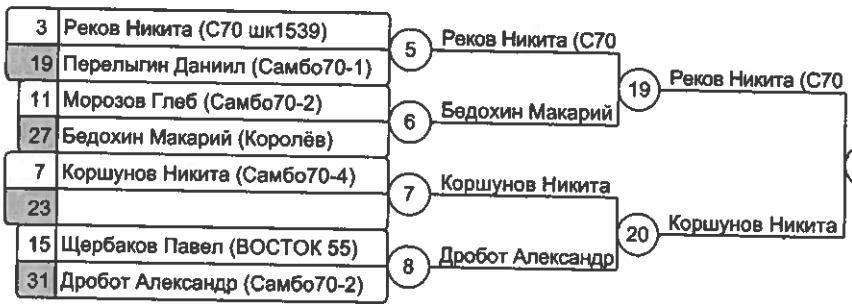 3 Реков Никита (С70 шк1539)
19 Перелыгин Даниил (Самбо70-1)
11 Морозов Глеб (Самбо70-2)
27 Бедохин Макарий (Королёв)
7 Коршунов Никита (Самбо70-4)
23
15 Щербаков Павел (ВОСТОК 55)
31 Дробот Александр (Самбо70-2)
5 Реков Никита (С70
6 Бедохин Макарий
7 Коршунов Никита
8 Дробот Александр
19 Реков Никита (С70
20 Коршунов Никита